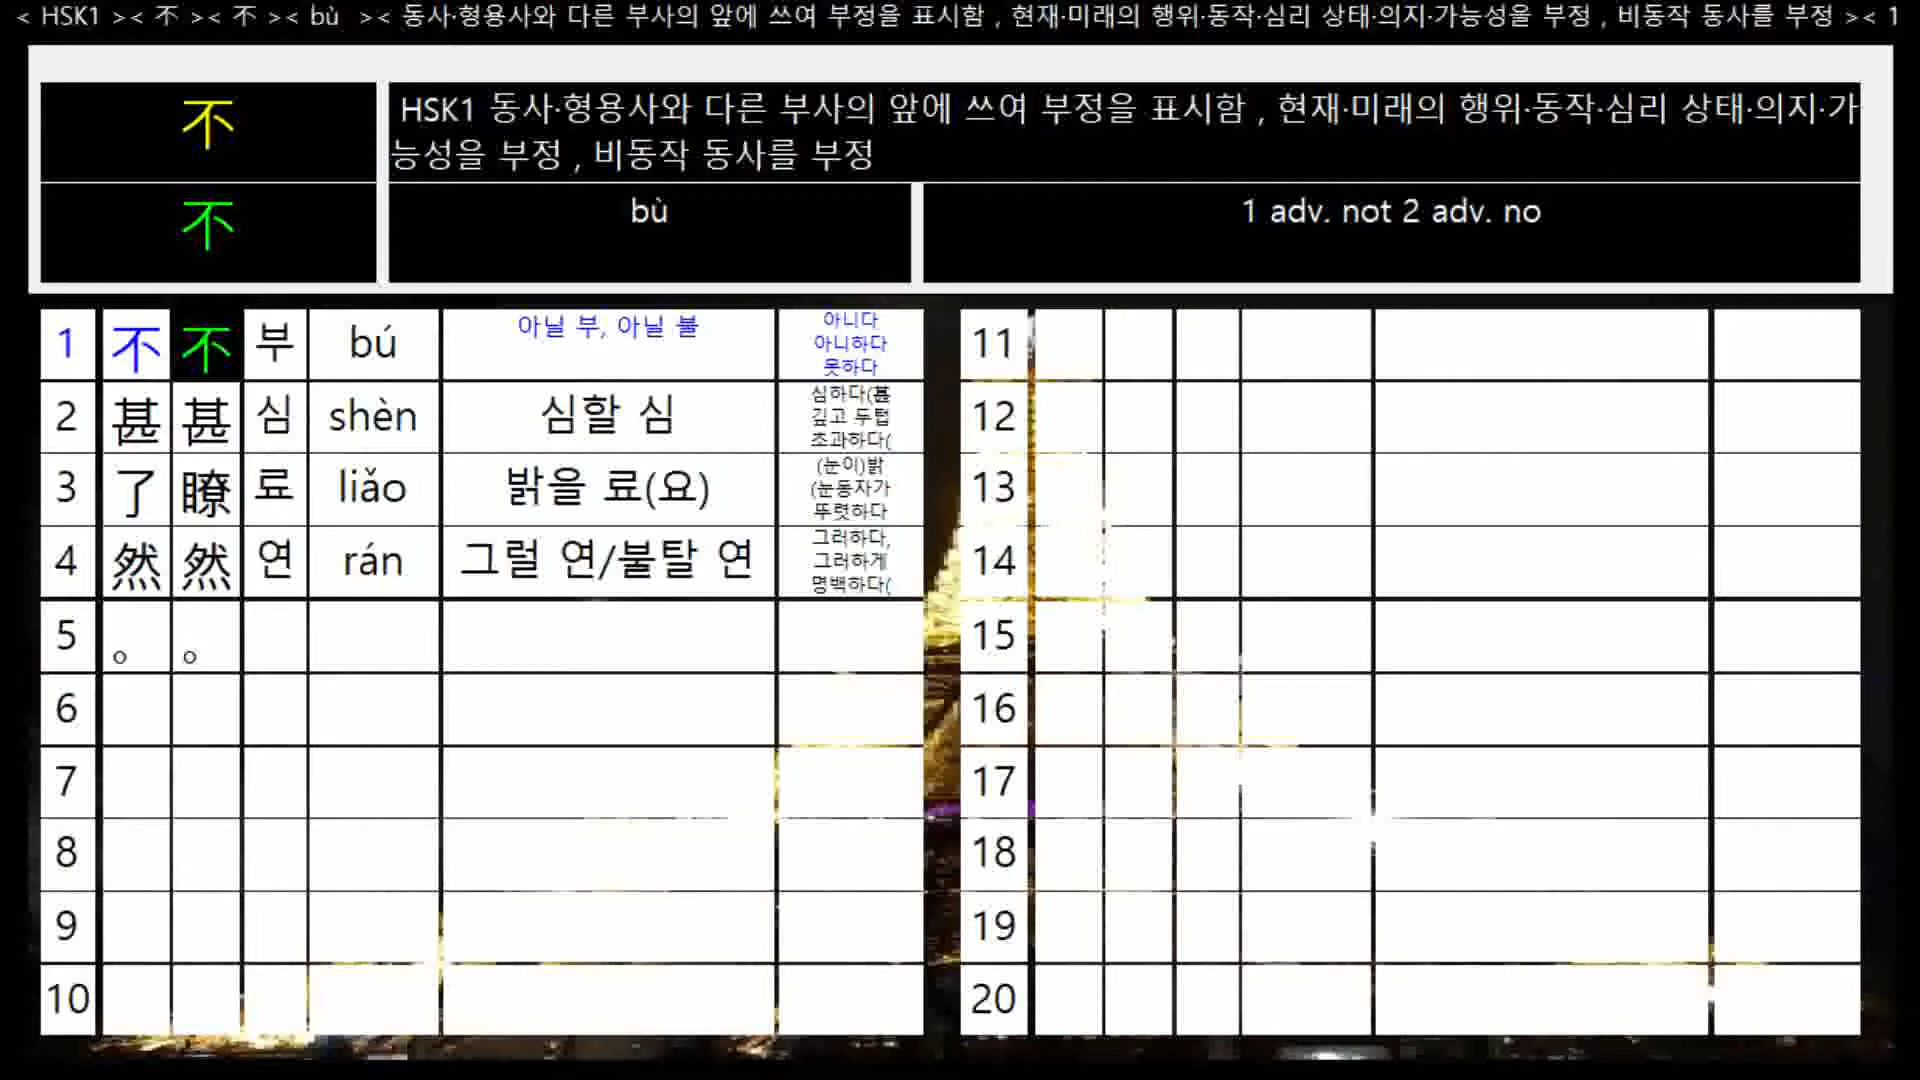 < HSK1 >< 不 >< 不 >< bù >< 동사·형용사와 다른 부사의 앞에 쓰여 부정을 표시함 , 현재·미래의 행위·동작·심리 상태·의지·가능성을 부정 , 비동작 동사를 부정 >< 1
不
HSK1 동사·형용사와 다른 부사의 앞에 쓰여 부정을 표시함 , 현재·미래의 행위·동작·심리 상태·의지·가
능성을 부정 , 비동작 동사를 부정
不 bù 1 adv. not 2 adv. no
1 不 不 부 bú 아닐 부, 아닐 불 아니다
아니하다
못하다
2 甚 甚 심 shèn 심할 심 심하다(甚
깊고 두텁
초과하다(
3 了 瞭 료 liǎo 밝을 료(요) (눈이)밝
(눈동자가
뚜렷하다
4 然 然 연 rán 그럴 연/불탈 연 그러하다,
그러하게
명백하다(
5 。 。
6
7
8
9
10
11
12
13
14
15
16
17
18
19
20